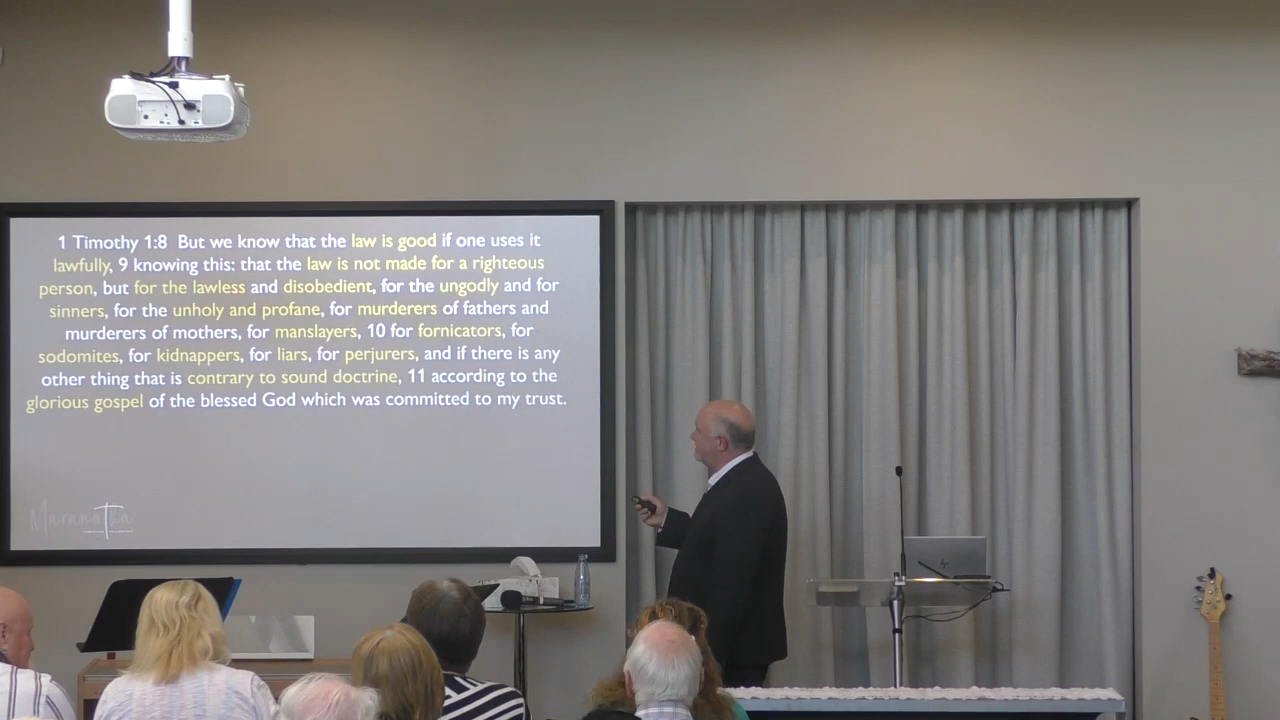 1 Timothy 1:8 But we know that the law is good if one uses it
lawfully, 9 knowing this: that the law is not made for a righteous
person, but for the lawless and disobedient, for the ungodly and for
sinners, for the unholy and profane, for murderers of fathers and
murderers of mothers, for manslayers, 10 for fornicators, for
sodomites, for kidnappers, for liars, for perjurers, and if there is any
other thing that is contrary to sound doctrine, 11 according to the
glorious gospel of the blessed God which was committed to my trust.
Maranatha
hp